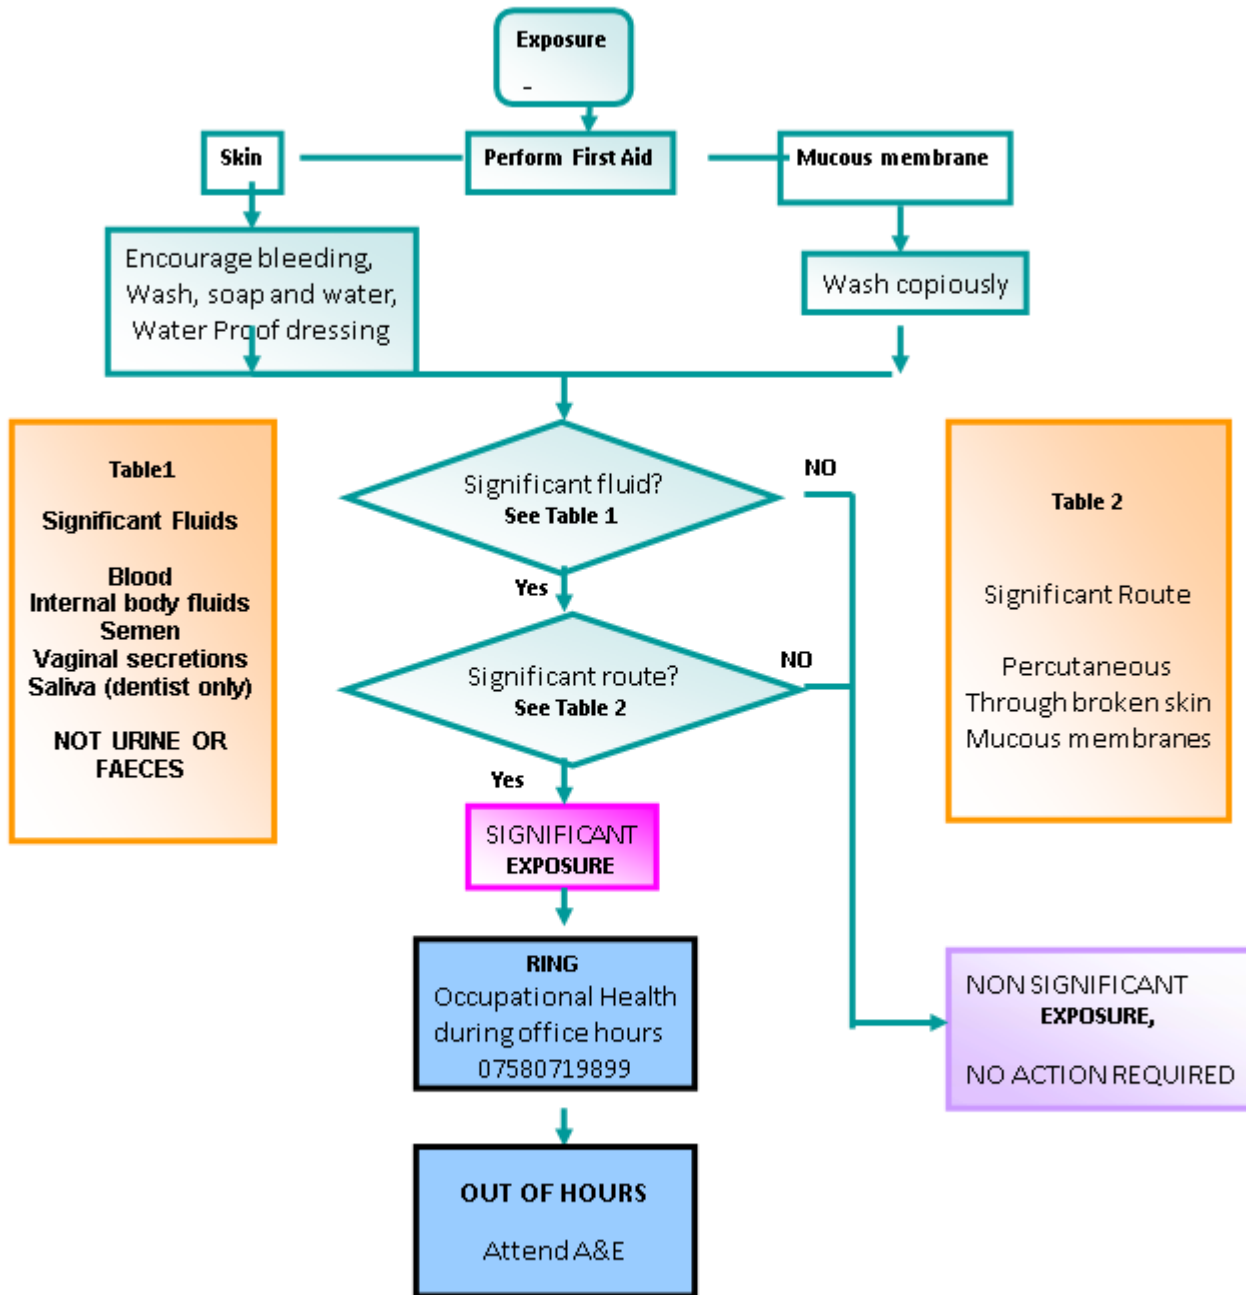 Exposure
-
Skin
Perform First Aid
Mucous membrane
Encourage bleeding,
Wash, soap and water,
Water Proof dressing
Wash copiously
Table1
Significant Fluids
Blood
Internal body fluids
Semen
Vaginal secretions
Saliva (dentist only)
NOT URINE OR
FAECES
Significant fluid?
See Table 1
NO
Yes
Significant route?
See Table 2
NO
Yes
Table 2
Significant Route
Percutaneous
Through broken skin
Mucous membranes
SIGNIFICANT
EXPOSURE
RING
Occupational Health
during office hours
07580719899
NON SIGNIFICANT
EXPOSURE,
NO ACTION REQUIRED
OUT OF HOURS
Attend A&E